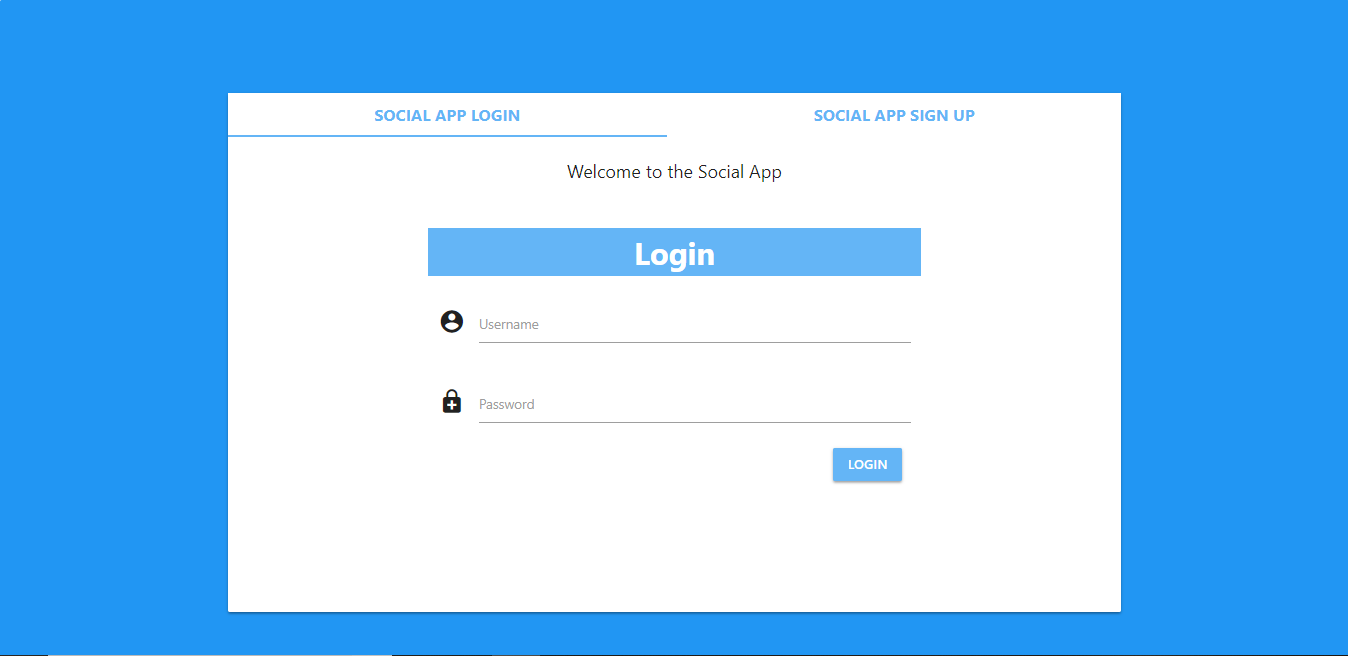 SOCIAL APP LOGIN
SOCIAL APP SIGN UP
Welcome to the Social App
Login
Username
Password
LOGIN